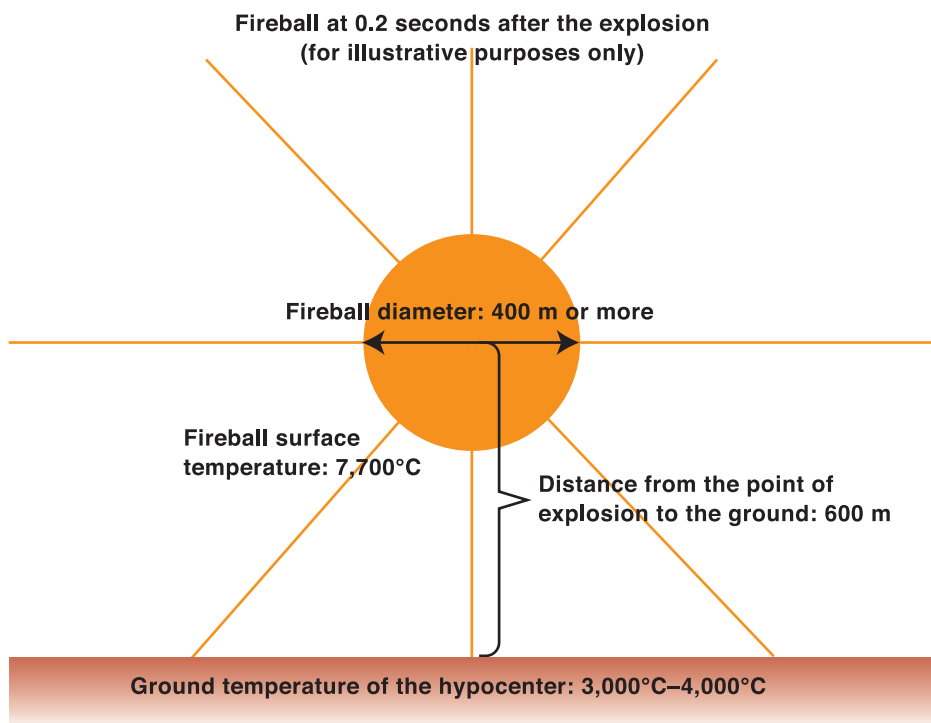 Fireball at 0.2 seconds after the explosion
(for illustrative purposes only)
Fireball diameter: 400 m or more
Fireball surface
temperature: 7,700°C
Distance from the point of
explosion to the ground: 600 m
Ground temperature of the hypocenter: 3,000°C–4,000°C